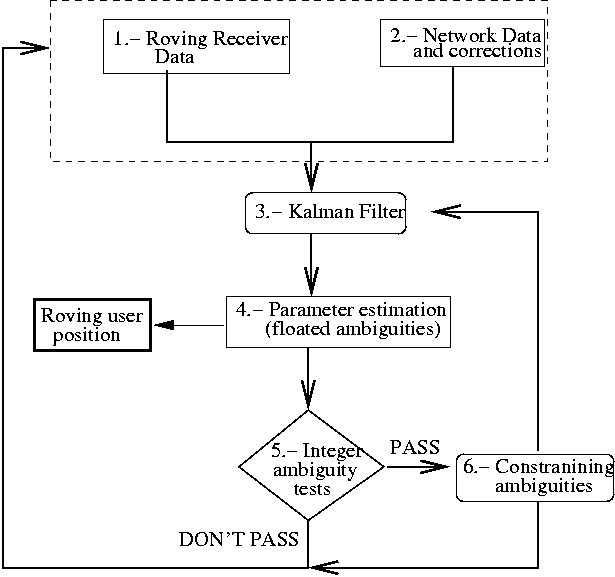 1.– Roving Receiver
Data
2.– Network Data
and corrections
3.– Kalman Filter
4.– Parameter estimation
(floated ambiguities)
Roving user
position
5.– Integer
ambiguity
tests
PASS
6.– Constranining
ambiguities
DON'T PASS